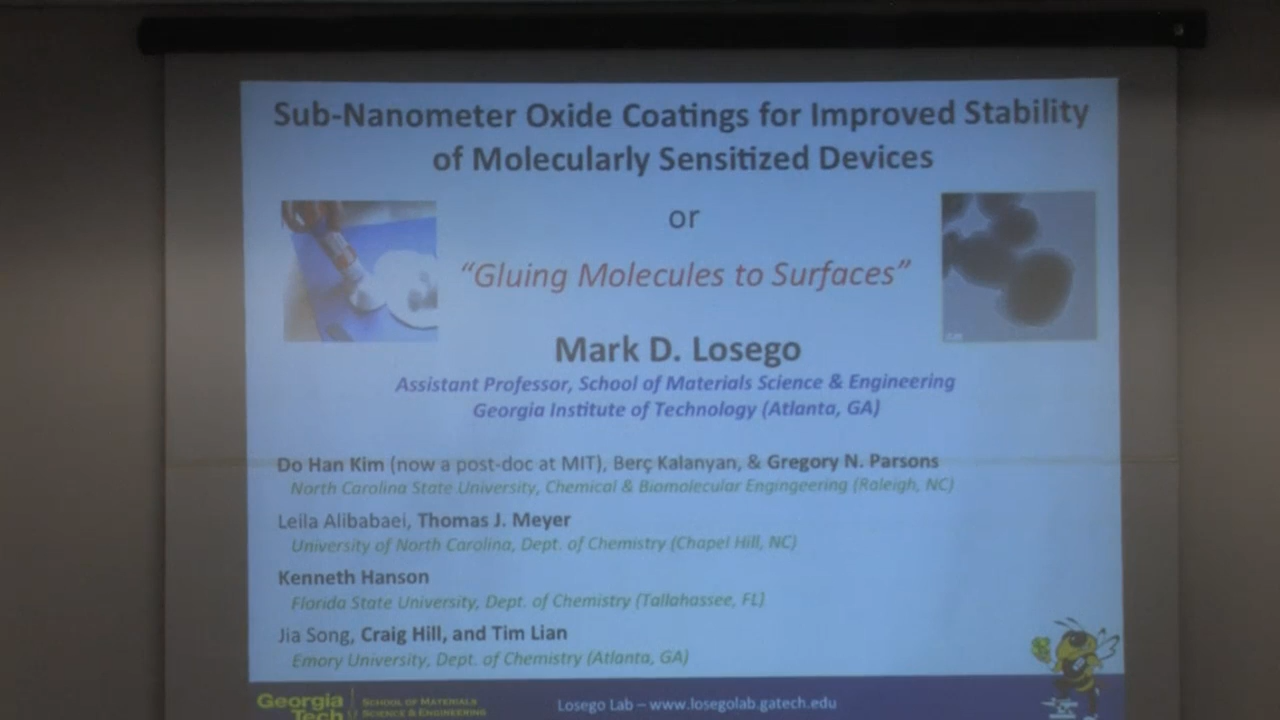 Sub-Nanometer Oxide Coatings for Improved Stability
of Molecularly Sensitized Devices
or
“Gluing Molecules to Surfaces”
Mark D. Losego
Assistant Professor, School of Materials Science & Engineering
Georgia Institute of Technology (Atlanta, GA)
Do Han Kim (now a post-doc at MIT), Berç Kalanyan, & Gregory N. Parsons
North Carolina State University, Chemical & Biomolecular Engingeering (Raleigh, NC)
Leila Alibabaei, Thomas J. Meyer
University of North Carolina, Dept. of Chemistry (Chapel Hill, NC)
Kenneth Hanson
Florida State University, Dept. of Chemistry (Tallahassee, FL)
Jia Song, Craig Hill, and Tim Lian
Emory University, Dept. of Chemistry (Atlanta, GA)
Georgia
Tech
School of Materials
Science & Engineering
Losego Lab – www.losegolab.gatech.edu